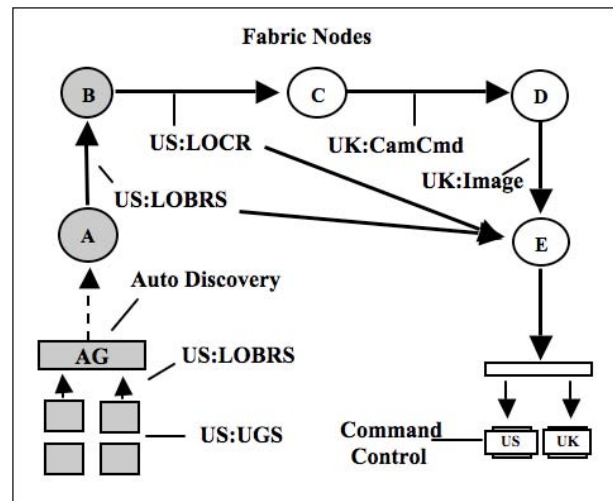 Fabric Nodes
B
C
D
US:LOCR
UK:CamCmd
UK:Image
US:LOBRS
A
E
Auto Discovery
AG
US:LOBRS
US:UGS
Command
Control
US
UK